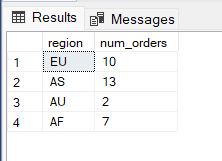 Results Messages
region num_orders
1 EU 10
2 AS 13
3 AU 2
4 AF 7